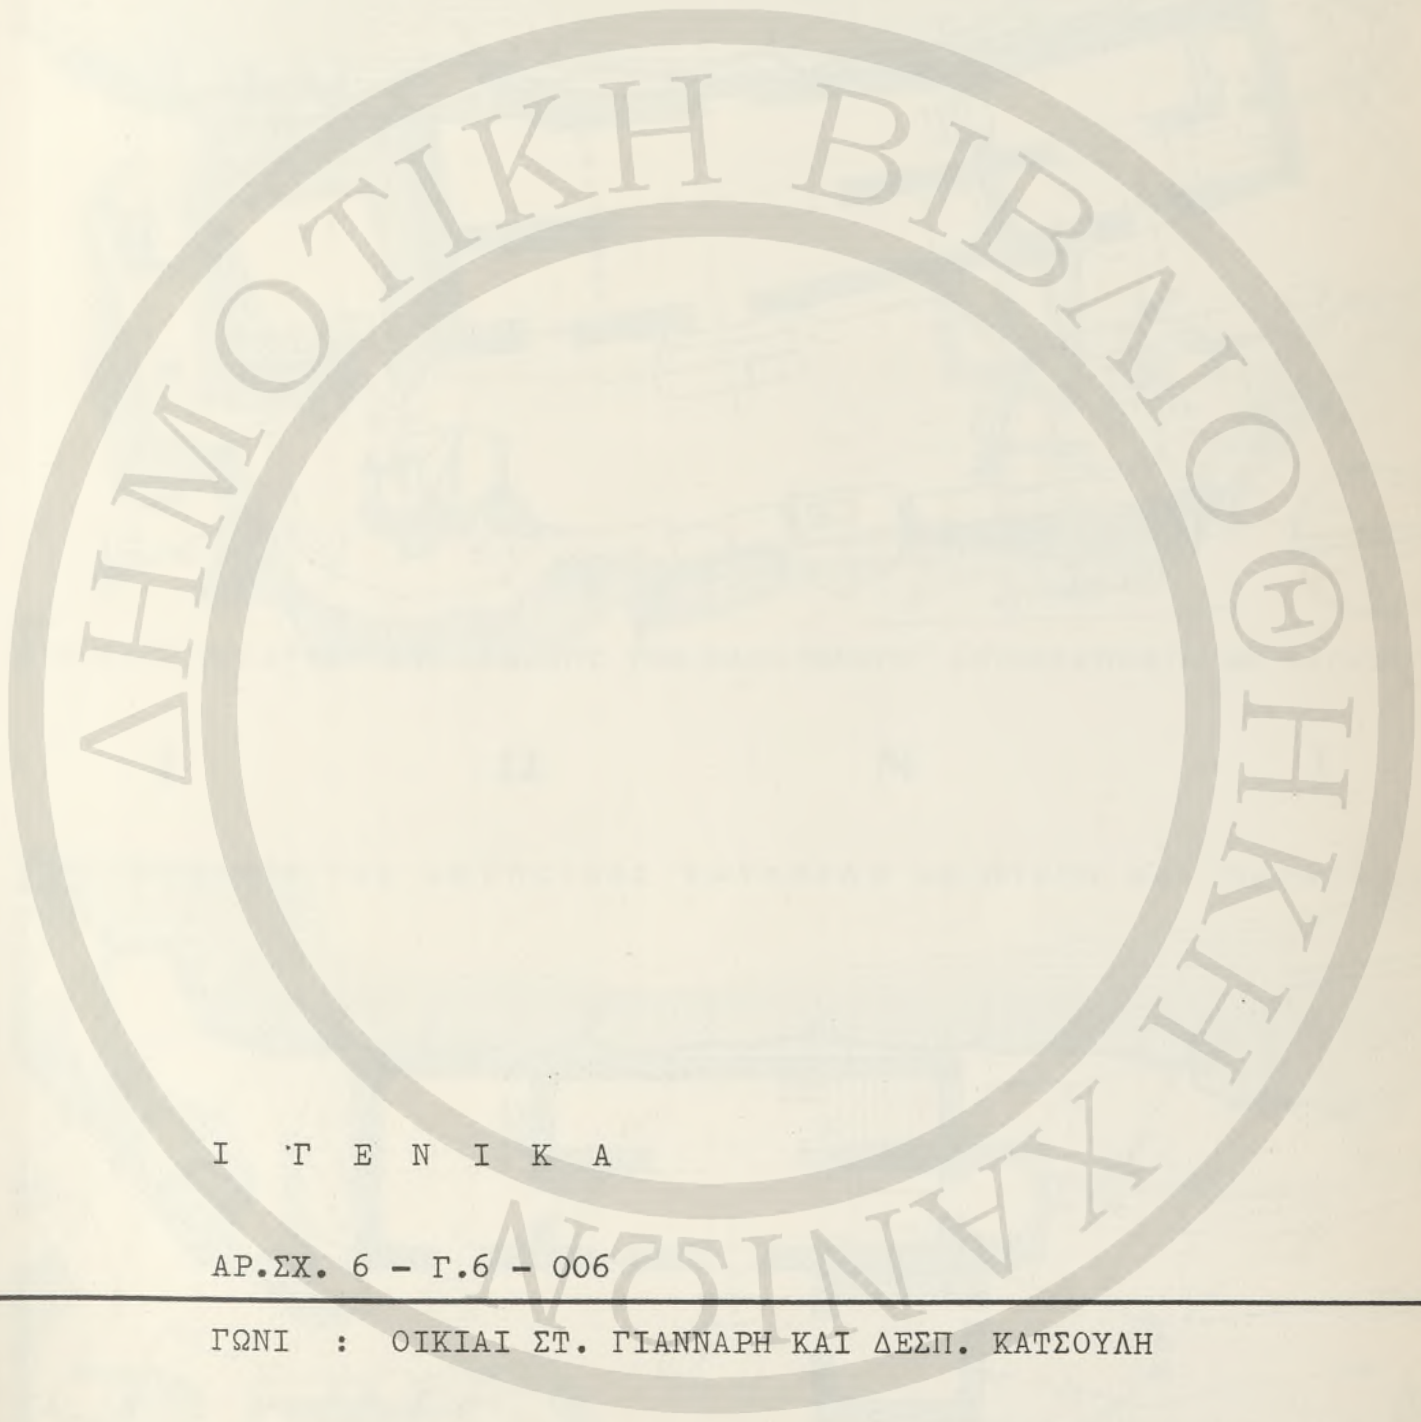 ΔΗΜΟΤΙΚΗ ΒΙΒΛΙΟΘΗΚΗ ΧΑΝΙΩΝ
Ι Γ Ε Ν Ι Κ Α
ΑΡ.ΣΧ. 6 – Γ.6 – 006
ΓΩΝΙ : ΟΙΚΙΑΙ ΣΤ. ΓΙΑΝΝΑΡΗ ΚΑΙ ΔΕΣΠ. ΚΑΤΣΟΥΛΗ